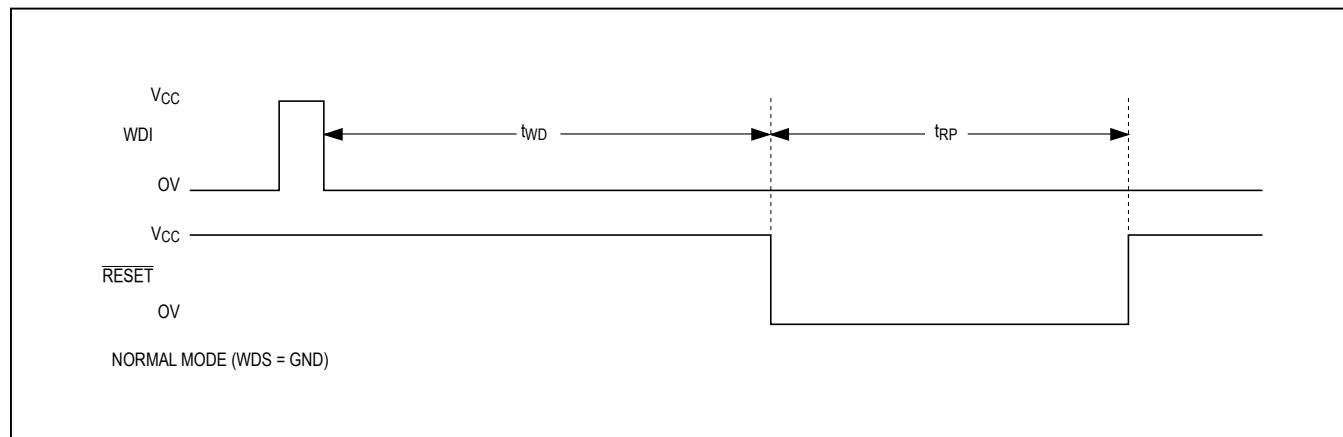 VCC
WDI
tWD
tRP
OV
VCC
RESET
OV
NORMAL MODE (WDS = GND)